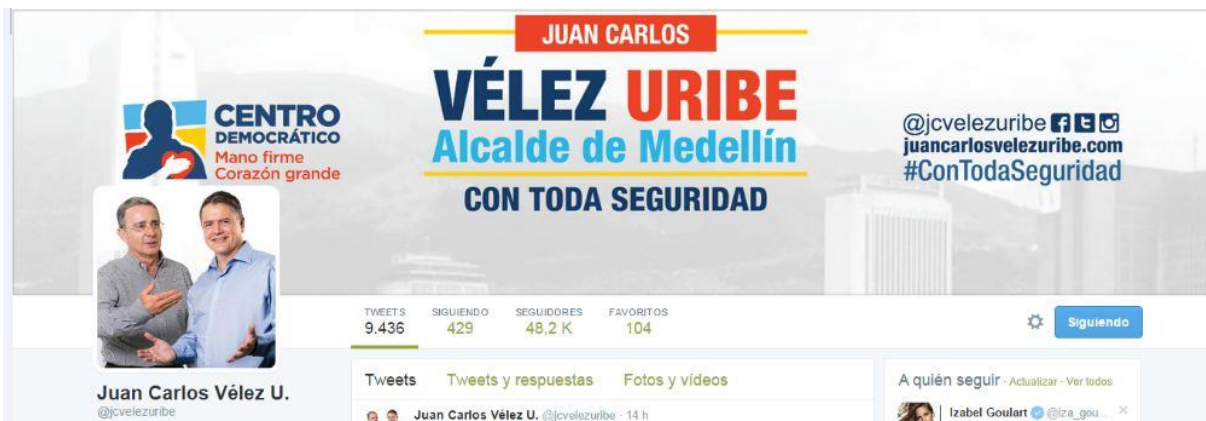 JUAN CARLOS
VÉLEZ URIBE
Alcalde de Medellín
CON TODA SEGURIDAD
CENTRO
DEMOCRÁTICO
Mano firme
Corazón grande
@jcvelezuribe
juancarlosvelezuribe.com
#ConTodaSeguridad
TWEETS SIGUIENDO SEGUIDORES FAVORITOS
9.436 429 48,2 K 104
Siguiendo
Juan Carlos Vélez U.
@jcvelezuribe
Tweets Tweets y respuestas Fotos y vídeos
Juan Carlos Vélez U. @jcvelezuribe · 14 h
A quién seguir · Actualizar · Ver todos
Izabel Goulart @iza_gou...